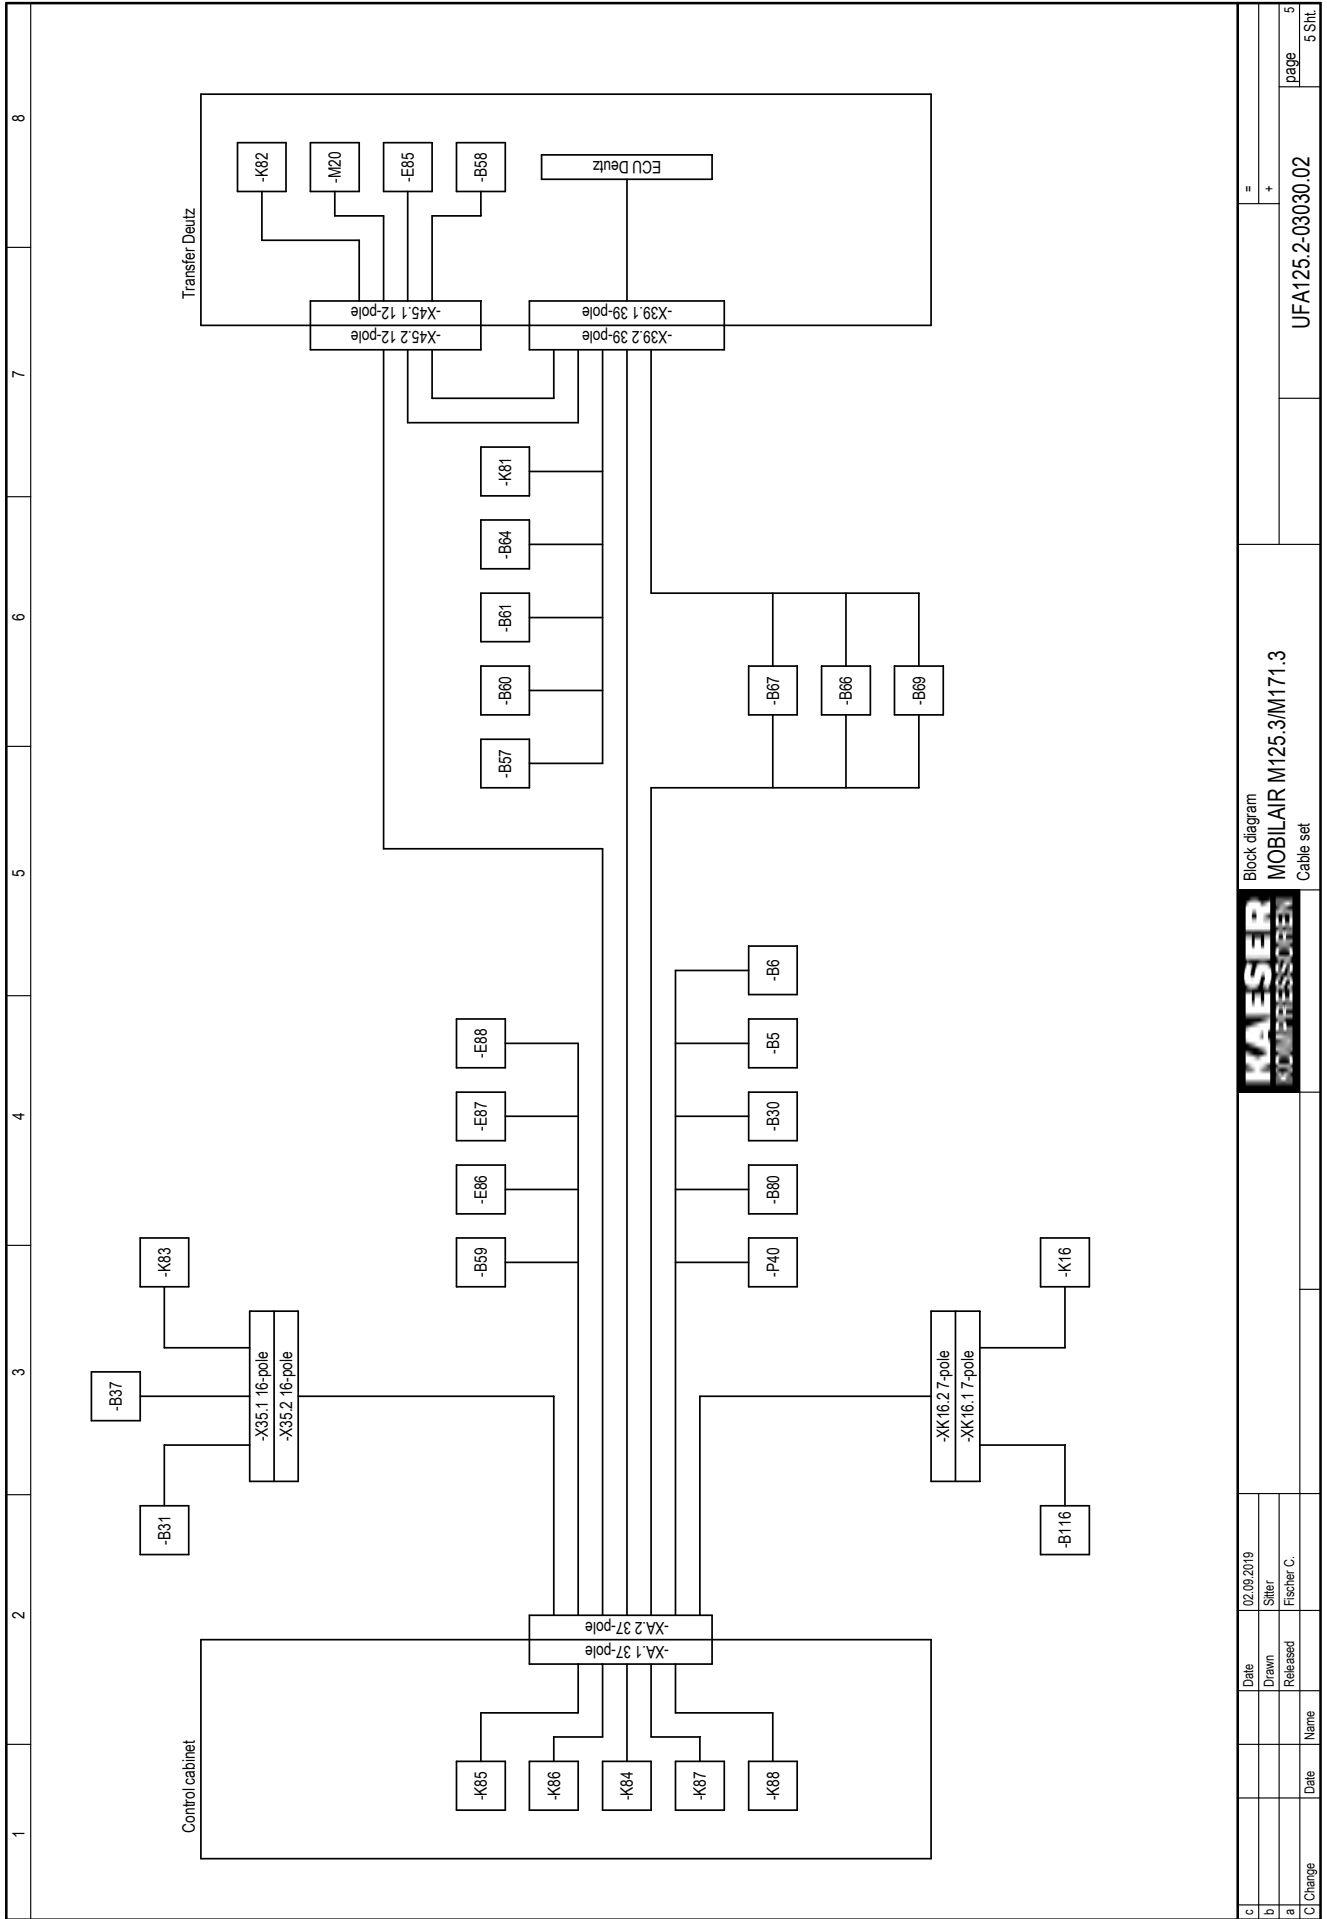 1
2
3
4
5
6
7
8
Control cabinet
Transfer Deutz
-B37
-B31
-K83
-X35.1 16-pole
-X35.2 16-pole
-K82
-M20
-E85
-B58
ECU Deutz
-X45.1 12-pole
-X45.2 12-pole
-X39.1 39-pole
-X39.2 39-pole
-K85
-K86
-K84
-K87
-K88
-XA.1 37-pole
-XA.2 37-pole
-B59
-E86
-E87
-E88
-B57
-B60
-B61
-B64
-K81
-P40
-B80
-B30
-B5
-B6
-B67
-B66
-B69
-XK16.2 7-pole
-XK16.1 7-pole
-B116
-K16
c
b
a
C
Change
Date
Name
Date
02.09.2019
Drawn
Sitter
Released
Fischer C.
KAESER
KOMPRESSOREN
Block diagram
MOBILAIR M125.3/M171.3
Cable set
=
+
UFA125.2-03030.02
page
5
5 Sht.